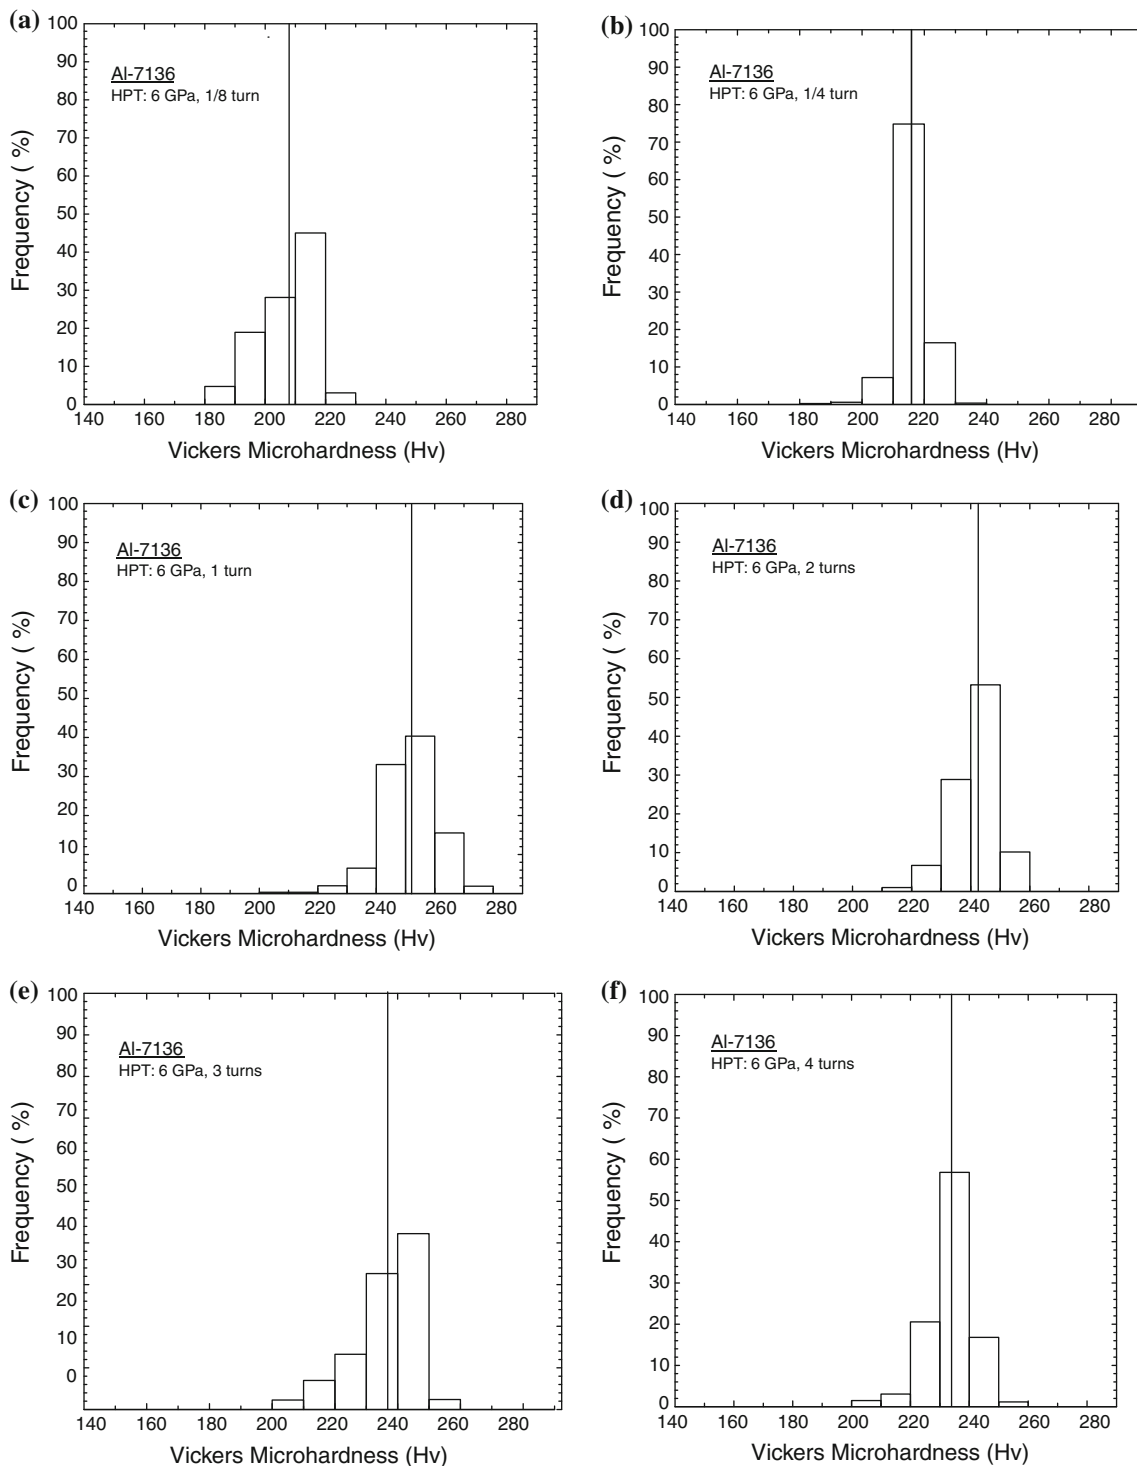 (a)
100
90
80
70
60
50
40
30
20
10
0
Frequency ( %)
Al-7136
HPT: 6 GPa, 1/8 turn
140 160 180 200 220 240 260 280
Vickers Microhardness (Hv)
(b)
100
90
80
70
60
50
40
30
20
10
0
Frequency ( %)
Al-7136
HPT: 6 GPa, 1/4 turn
140 160 180 200 220 240 260 280
Vickers Microhardness (Hv)
(c)
100
90
80
70
60
50
40
30
20
10
0
Frequency ( %)
Al-7136
HPT: 6 GPa, 1 turn
140 160 180 200 220 240 260 280
Vickers Microhardness (Hv)
(d)
100
90
80
70
60
50
40
30
20
10
0
Frequency ( %)
Al-7136
HPT: 6 GPa, 2 turns
140 160 180 200 220 240 260 280
Vickers Microhardness (Hv)
(e)
100
90
80
70
60
50
40
30
20
10
0
Frequency ( %)
Al-7136
HPT: 6 GPa, 3 turns
140 160 180 200 220 240 260 280
Vickers Microhardness (Hv)
(f)
100
90
80
70
60
50
40
30
20
10
0
Frequency ( %)
Al-7136
HPT: 6 GPa, 4 turns
140 160 180 200 220 240 260 280
Vickers Microhardness (Hv)